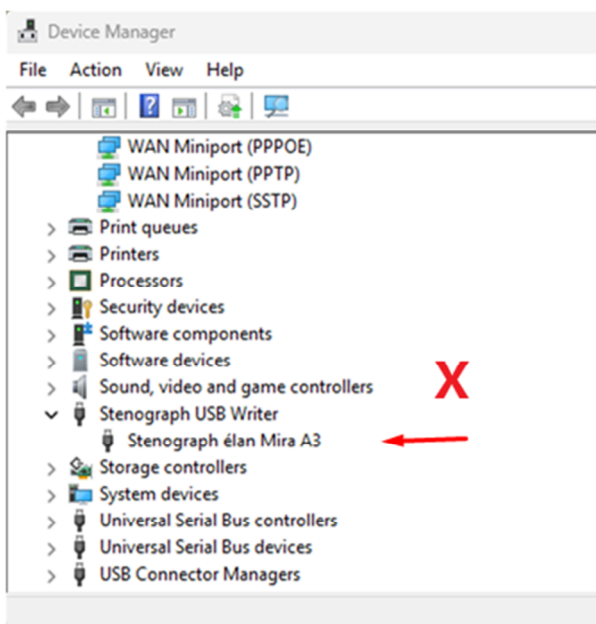 Device Manager
File Action View Help
WAN Miniport (PPPOE)
WAN Miniport (PPTP)
WAN Miniport (SSTP)
Print queues
Printers
Processors
Security devices
Software components
Software devices
Sound, video and game controllers
X
Stenograph USB Writer
Stenograph élan Mira A3
Storage controllers
System devices
Universal Serial Bus controllers
Universal Serial Bus devices
USB Connector Managers